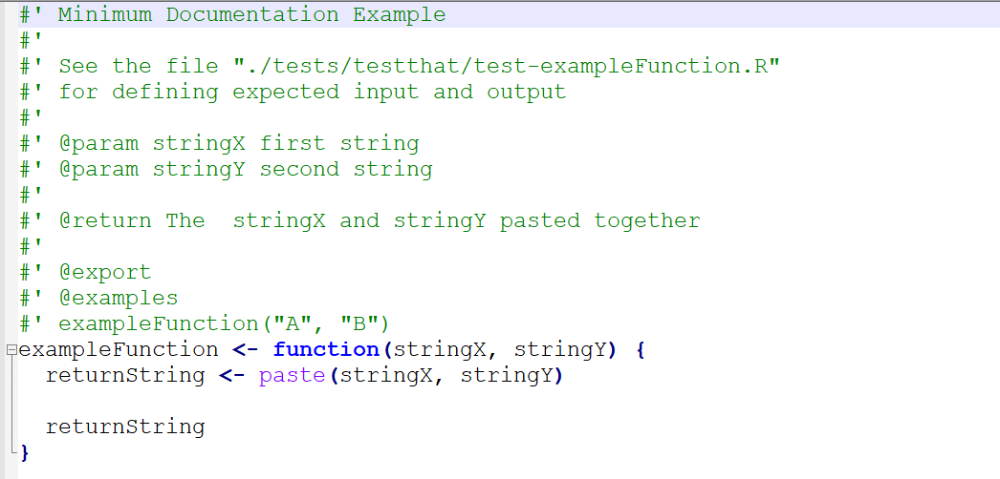 #' Minimum Documentation Example
#'
#' See the file "./tests/testthat/test-exampleFunction.R"
#' for defining expected input and output
#'
#' @param stringX first string
#' @param stringY second string
#'
#' @return The  stringX and stringY pasted together
#'
#' @export
#' @examples
#' exampleFunction("A", "B")
exampleFunction <- function(stringX, stringY) {
  returnString <- paste(stringX, stringY)

  returnString
}